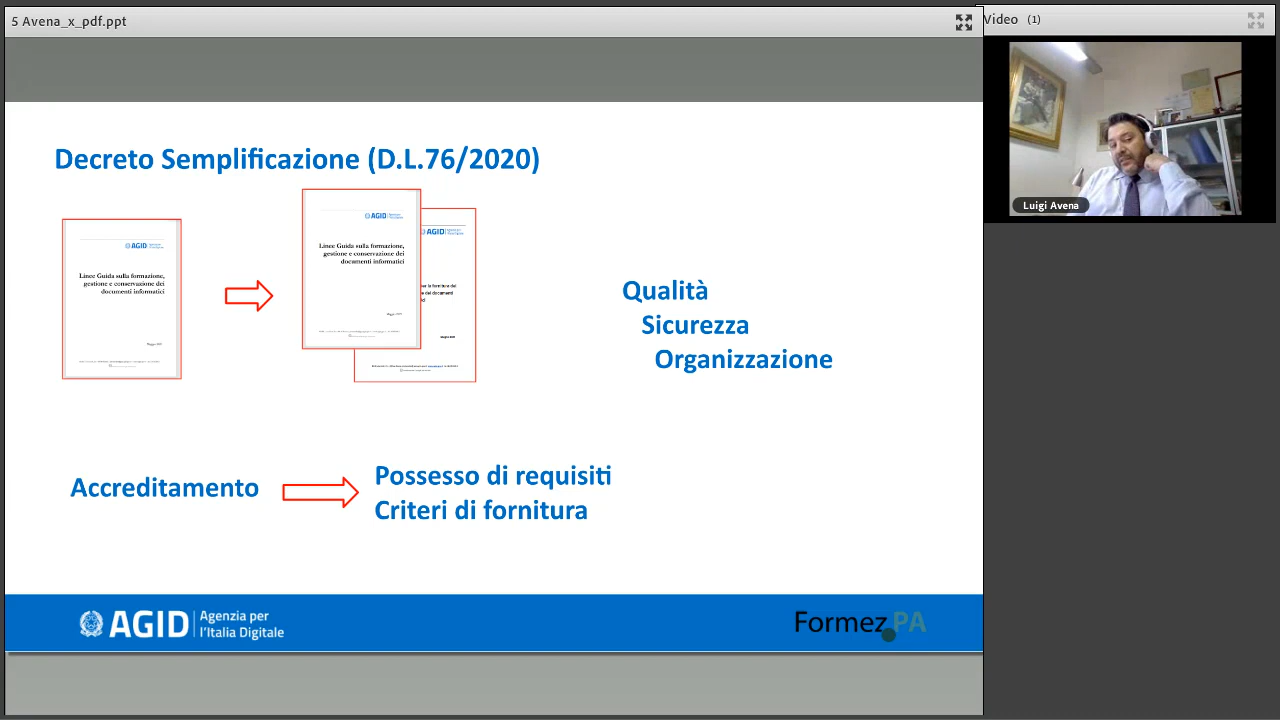 5 Avena_x_pdf.ppt
Video (1)
Luigi Avena
Decreto Semplificazione (D.L.76/2020)
AGID
Linee Guida sulla formazione,
gestione e conservazione dei
documenti informatici
AGID
Linee Guida sulla formazione,
gestione e conservazione dei
documenti informatici
AGID
Qualità
Sicurezza
Organizzazione
Accreditamento
Possesso di requisiti
Criteri di fornitura
AGID
Agenzia per
l'Italia Digitale
Formez PA